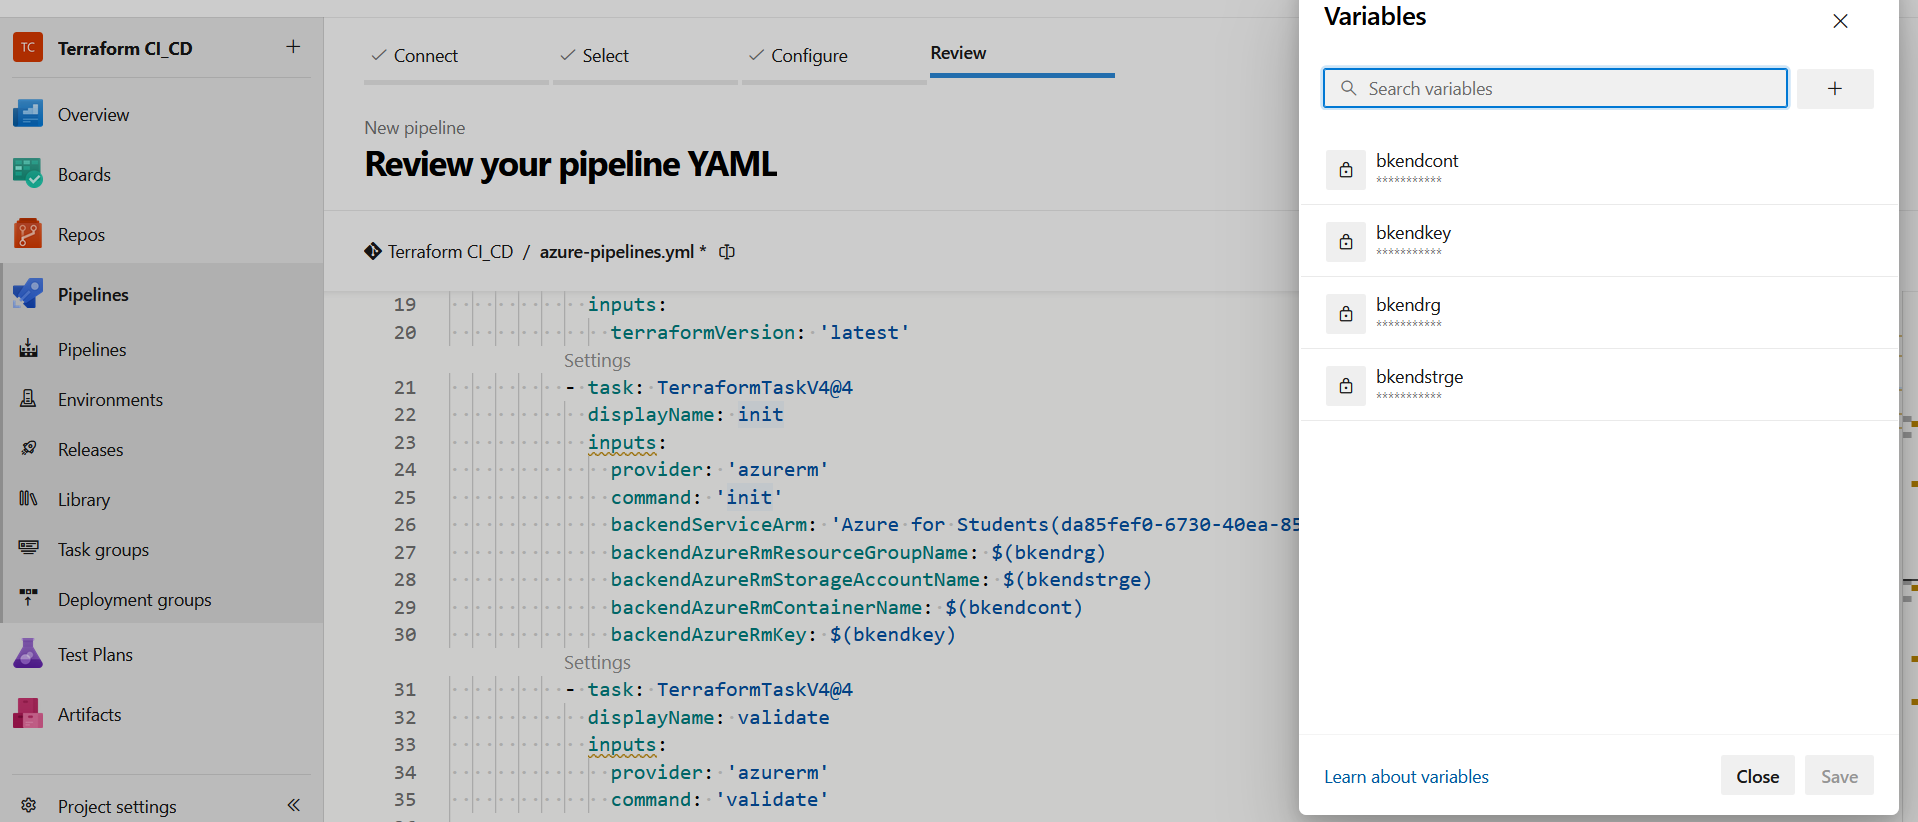 TC Terraform CI_CD +
Overview
Boards
Repos
Pipelines
Pipelines
Environments
Releases
Library
Task groups
Deployment groups
Test Plans
Artifacts
Project settings
Connect
Select
Configure
Review
New pipeline
Review your pipeline YAML
Terraform CI_CD / azure-pipelines.yml *
19 inputs:
20 terraformVersion: 'latest'
Settings
21 - task: TerraformTaskV4@4
22 displayName: init
23 inputs:
24 provider: 'azurerm'
25 command: 'init'
26 backendServiceArm: 'Azure for Students(da85fef0-6730-40ea-85
27 backendAzureRmResourceGroupName: $(bkendrg)
28 backendAzureRmStorageAccountName: $(bkendstrge)
29 backendAzureRmContainerName: $(bkendcont)
30 backendAzureRmKey: $(bkendkey)
Settings
31 - task: TerraformTaskV4@4
32 displayName: validate
33 inputs:
34 provider: 'azurerm'
35 command: 'validate'
Variables
Search variables
+
bkendcont
***********
bkendkey
***********
bkendrg
***********
bkendstrge
***********
Learn about variables
Close
Save